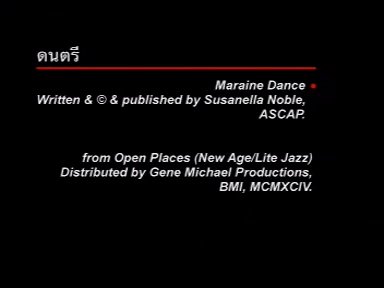 ดนตรี
Maraine Dance
Written & © & published by Susanella Noble,
ASCAP.
from Open Places (New Age/Lite Jazz)
Distributed by Gene Michael Productions,
BMI, MCMXCIV.